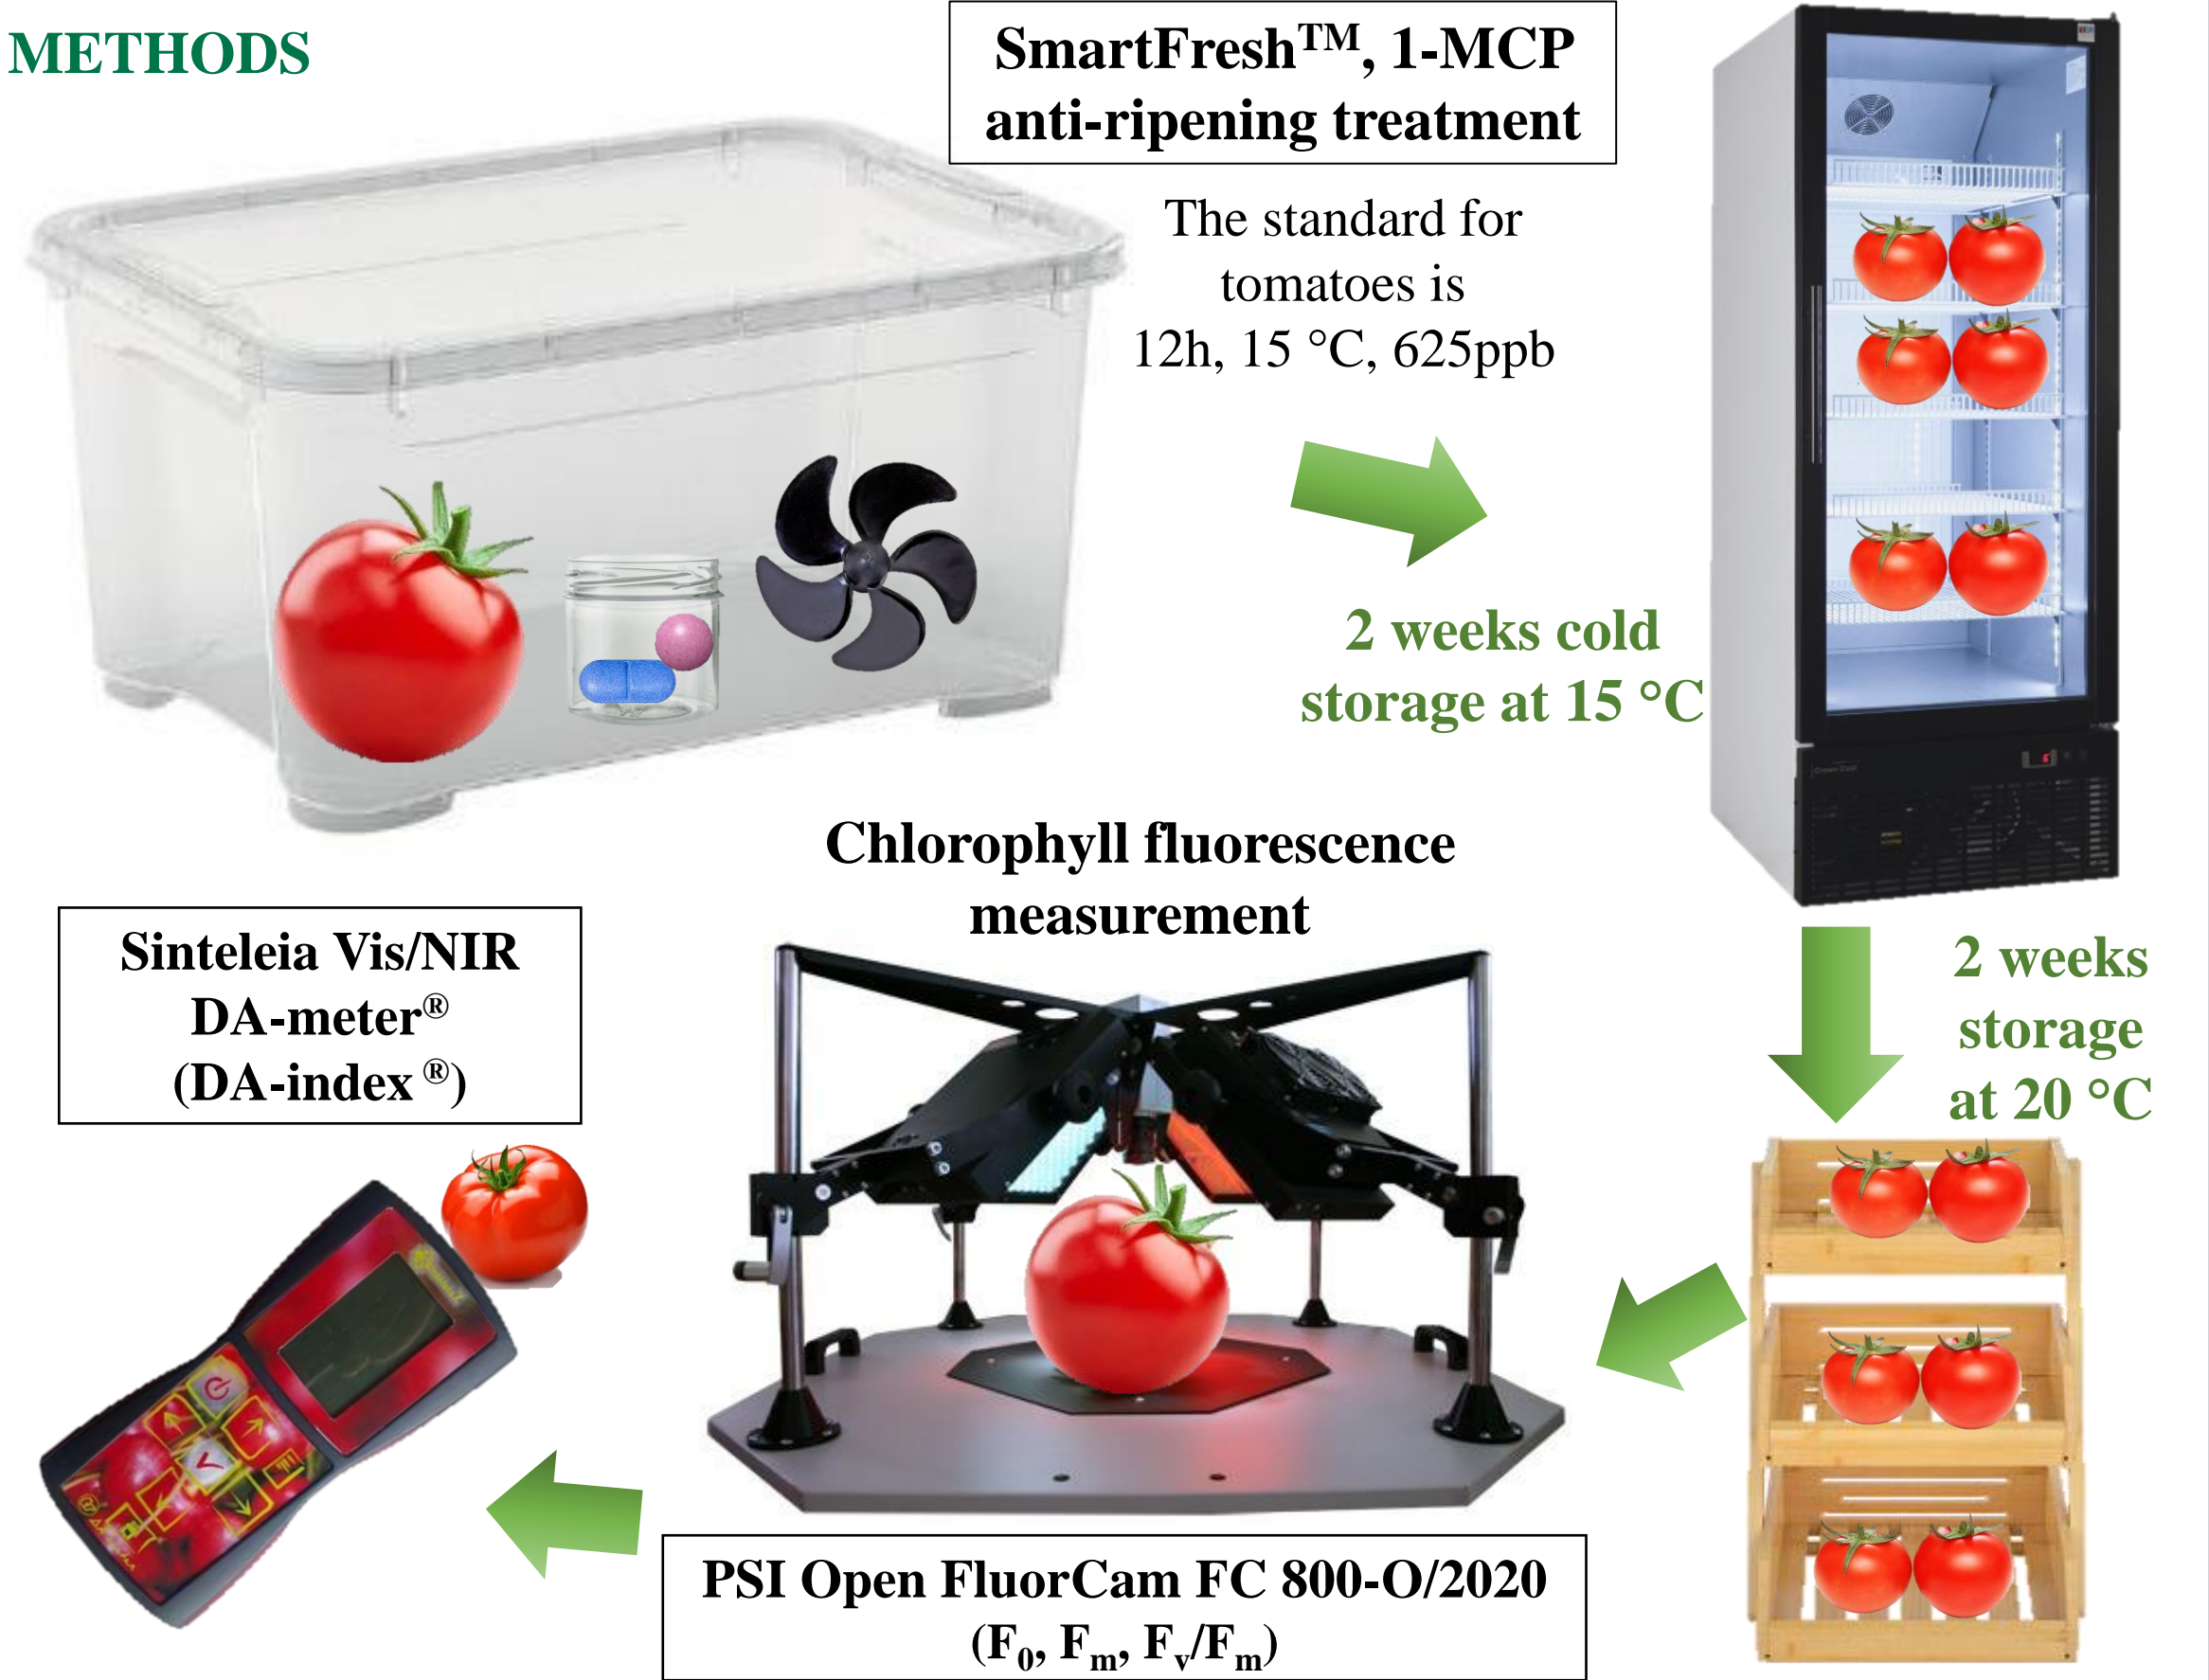 METHODS
SmartFresh™, 1-MCP
anti-ripening treatment
The standard for
tomatoes is
12h, 15 °C, 625ppb
2 weeks cold
storage at 15 °C
2 weeks
storage
at 20 °C
Chlorophyll fluorescence
measurement
PSI Open FluorCam FC 800-O/2020
(F₀, Fₘ, Fᵥ/Fₘ)
Sinteleia Vis/NIR
DA-meter®
(DA-index ®)